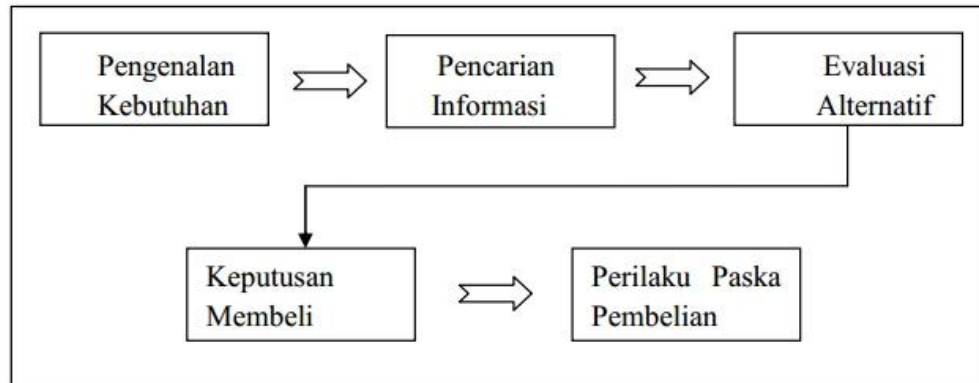 Pengenalan
Kebutuhan
Pencarian
Informasi
Evaluasi
Alternatif
Keputusan
Membeli
Perilaku Paska
Pembelian